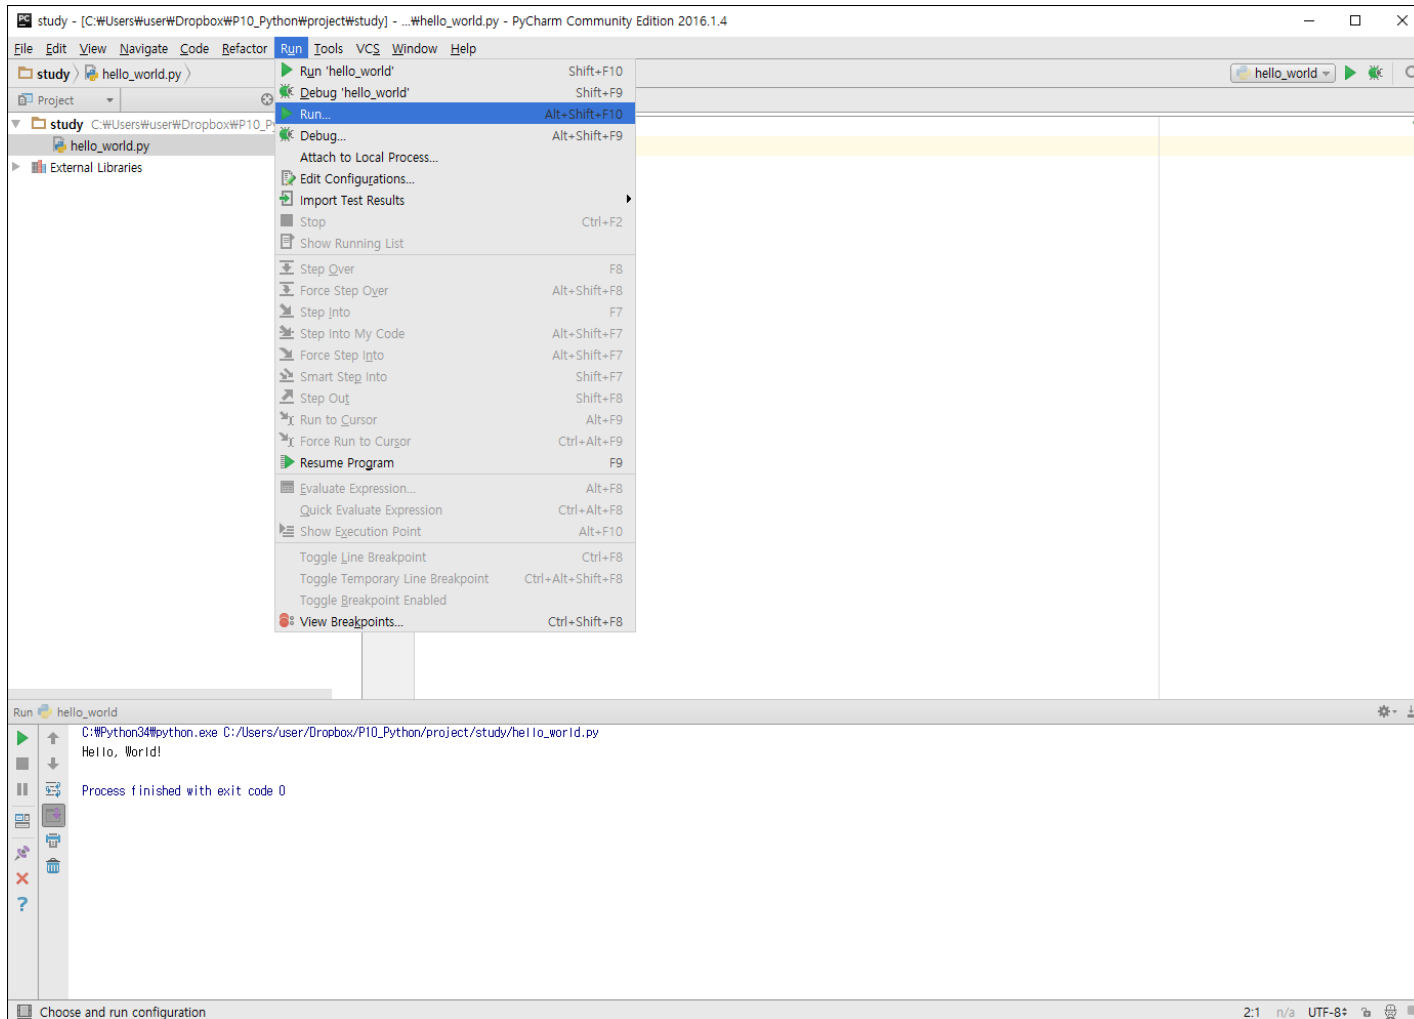 PC study - [C:₩Users₩user₩Dropbox₩P10_Python₩project₩study] - ...₩hello_world.py - PyCharm Community Edition 2016.1.4
File Edit View Navigate Code Refactor Run Tools VCS Window Help
study hello_world.py
hello_world
Project
study C:₩Users₩user₩Dropbox₩P10_Py
hello_world.py
External Libraries
Run 'hello_world' Shift+F10
Debug 'hello_world' Shift+F9
Run... Alt+Shift+F10
Debug... Alt+Shift+F9
Attach to Local Process...
Edit Configurations...
Import Test Results
Stop Ctrl+F2
Show Running List
Step Over F8
Force Step Over Alt+Shift+F8
Step Into F7
Step Into My Code Alt+Shift+F7
Force Step Into Alt+Shift+F7
Smart Step Into Shift+F7
Step Out Shift+F8
Run to Cursor Alt+F9
Force Run to Cursor Ctrl+Alt+F9
Resume Program F9
Evaluate Expression... Alt+F8
Quick Evaluate Expression Ctrl+Alt+F8
Show Execution Point Alt+F10
Toggle Line Breakpoint Ctrl+F8
Toggle Temporary Line Breakpoint Ctrl+Alt+Shift+F8
Toggle Breakpoint Enabled
View Breakpoints... Ctrl+Shift+F8
Run hello_world
C:₩Python34₩python.exe C:/Users/user/Dropbox/P10_Python/project/study/hello_world.py
Hello, World!
Process finished with exit code 0
Choose and run configuration 2:1 n/a UTF-8